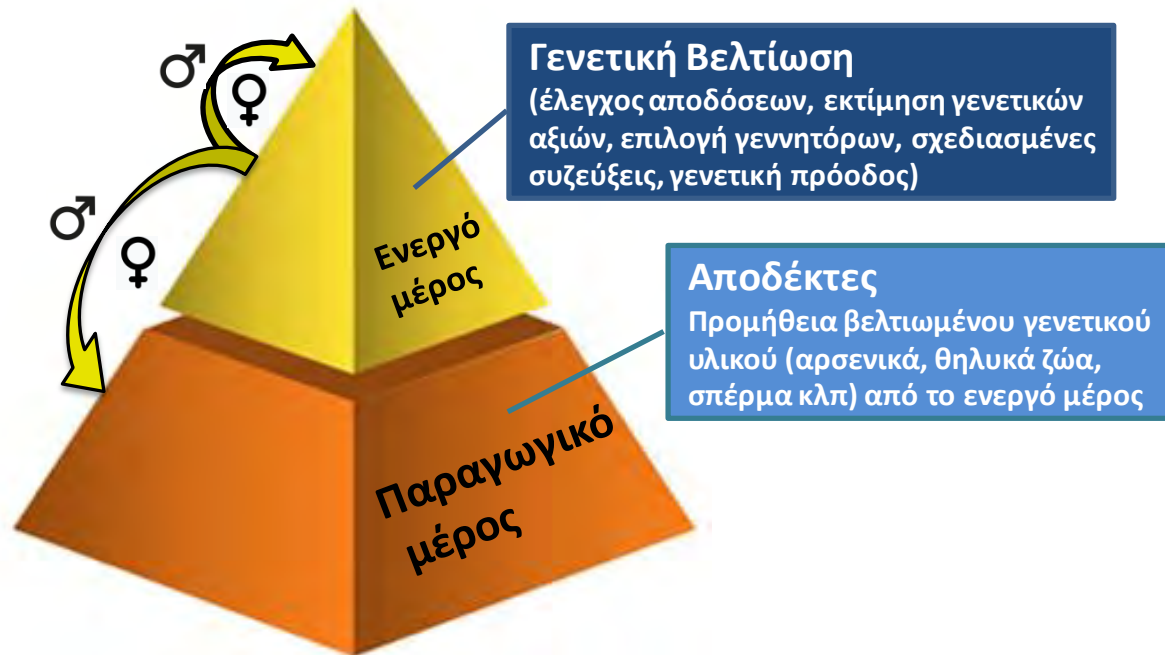 ♂
♀
Γενετική Βελτίωση
(έλεγχος αποδόσεων, εκτίμηση γενετικών
αξιών, επιλογή γεννητόρων, σχεδιασμένες
συζεύξεις, γενετική πρόοδος)
♂
♀
Ενεργό
μέρος
Αποδέκτες
Προμήθεια βελτιωμένου γενετικού
υλικού (αρσενικά, θηλυκά ζώα,
σπέρμα κλπ) από το ενεργό μέρος
Παραγωγικό
μέρος